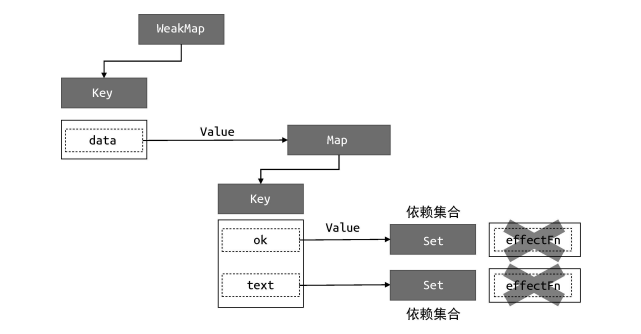 WeakMap
Key
data
Value
Map
Key
依赖集合
ok
Value
Set
effectFn
text
Set
effectFn
依赖集合